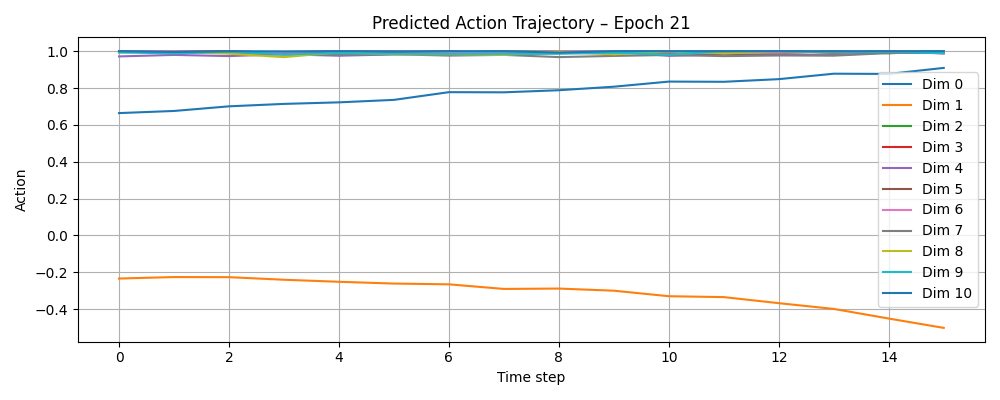 Predicted Action Trajectory – Epoch 21
Action
1.0
0.8
0.6
0.4
0.2
0.0
−0.2
−0.4
Dim 0
Dim 1
Dim 2
Dim 3
Dim 4
Dim 5
Dim 6
Dim 7
Dim 8
Dim 9
Dim 10
0 2 4 6 8 10 12 14
Time step